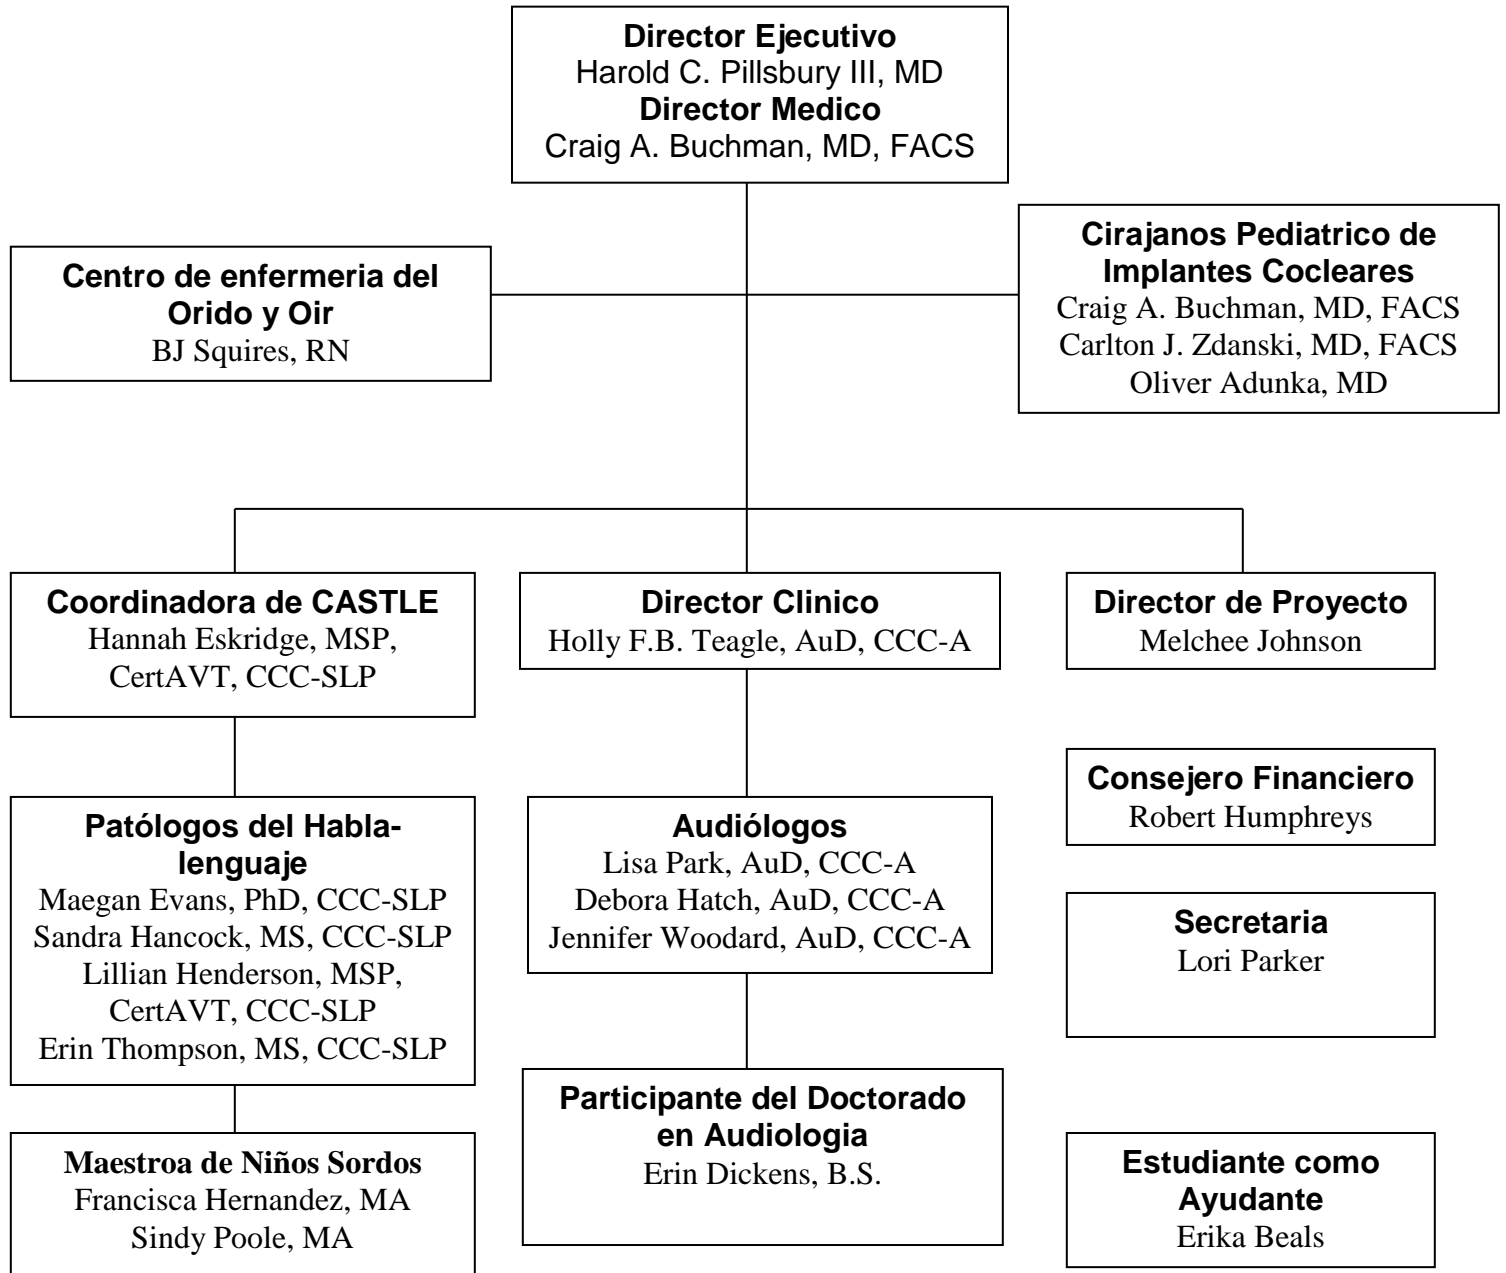 Director Ejecutivo
Harold C. Pillsbury III, MD
Director Medico
Craig A. Buchman, MD, FACS
Centro de enfermeria del
Orido y Oir
BJ Squires, RN
Cirajanos Pediatrico de
Implantes Cocleares
Craig A. Buchman, MD, FACS
Carlton J. Zdanski, MD, FACS
Oliver Adunka, MD
Coordinadora de CASTLE
Hannah Eskridge, MSP,
CertAVT, CCC-SLP
Director Clinico
Holly F.B. Teagle, AuD, CCC-A
Director de Proyecto
Melchee Johnson
Patólogos del Habla-
lenguaje
Maegan Evans, PhD, CCC-SLP
Sandra Hancock, MS, CCC-SLP
Lillian Henderson, MSP,
CertAVT, CCC-SLP
Erin Thompson, MS, CCC-SLP
Audiólogos
Lisa Park, AuD, CCC-A
Debora Hatch, AuD, CCC-A
Jennifer Woodard, AuD, CCC-A
Consejero Financiero
Robert Humphreys
Secretaria
Lori Parker
Maestroa de Niños Sordos
Francisca Hernandez, MA
Sindy Poole, MA
Participante del Doctorado
en Audiologia
Erin Dickens, B.S.
Estudiante como
Ayudante
Erika Beals